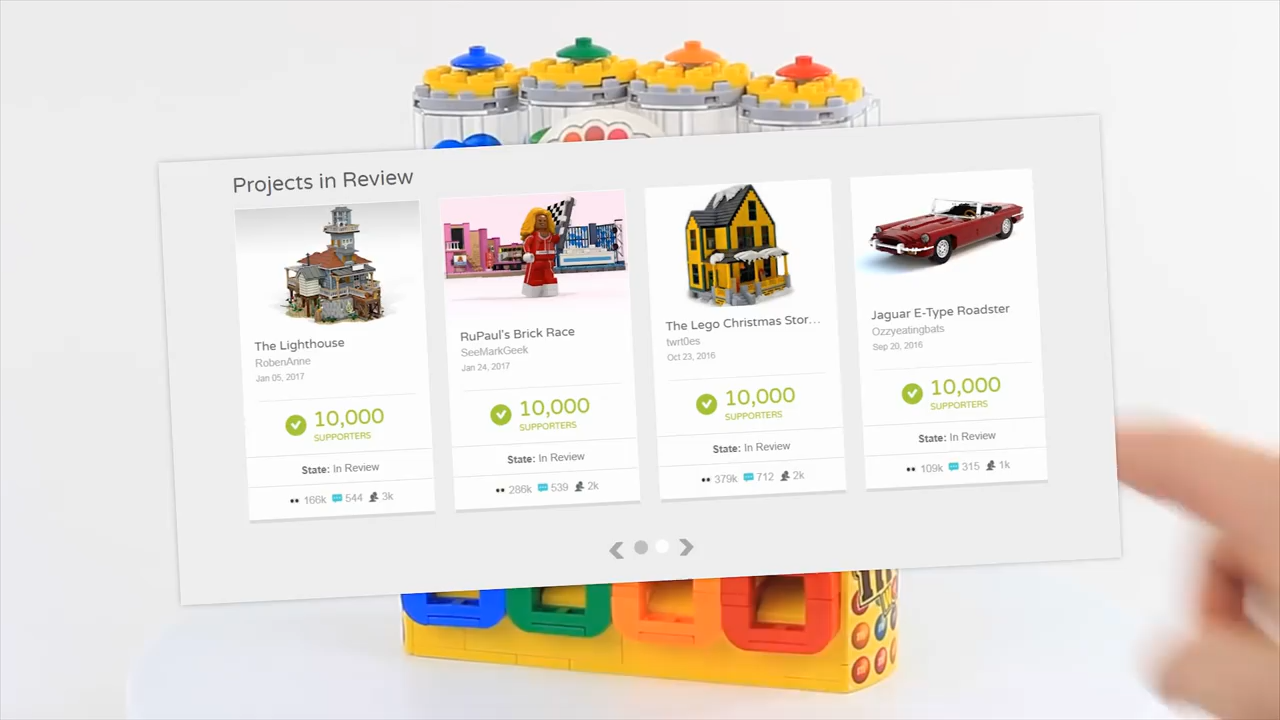 Projects in Review
The Lighthouse
RobenAnne
Jan 05, 2017
10,000
SUPPORTERS
State: In Review
166k 544 3k
RuPaul's Brick Race
SeeMarkGeek
Jan 24, 2017
10,000
SUPPORTERS
State: In Review
286k 539 2k
The Lego Christmas Stor...
twrt0es
Oct 23, 2016
10,000
SUPPORTERS
State: In Review
379k 712 2k
Jaguar E-Type Roadster
Ozzyeatingbats
Sep 20, 2016
10,000
SUPPORTERS
State: In Review
109k 315 1k